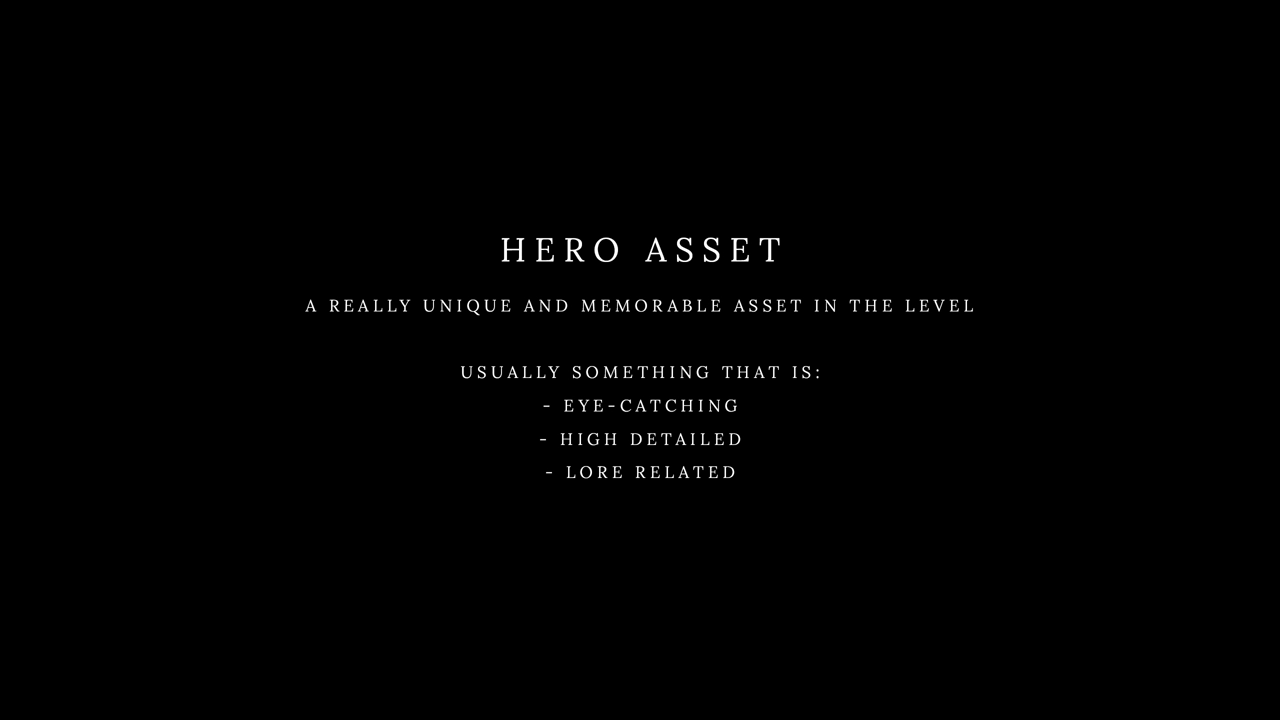 HERO ASSET
A REALLY UNIQUE AND MEMORABLE ASSET IN THE LEVEL
USUALLY SOMETHING THAT IS:
- EYE-CATCHING
- HIGH DETAILED
- LORE RELATED